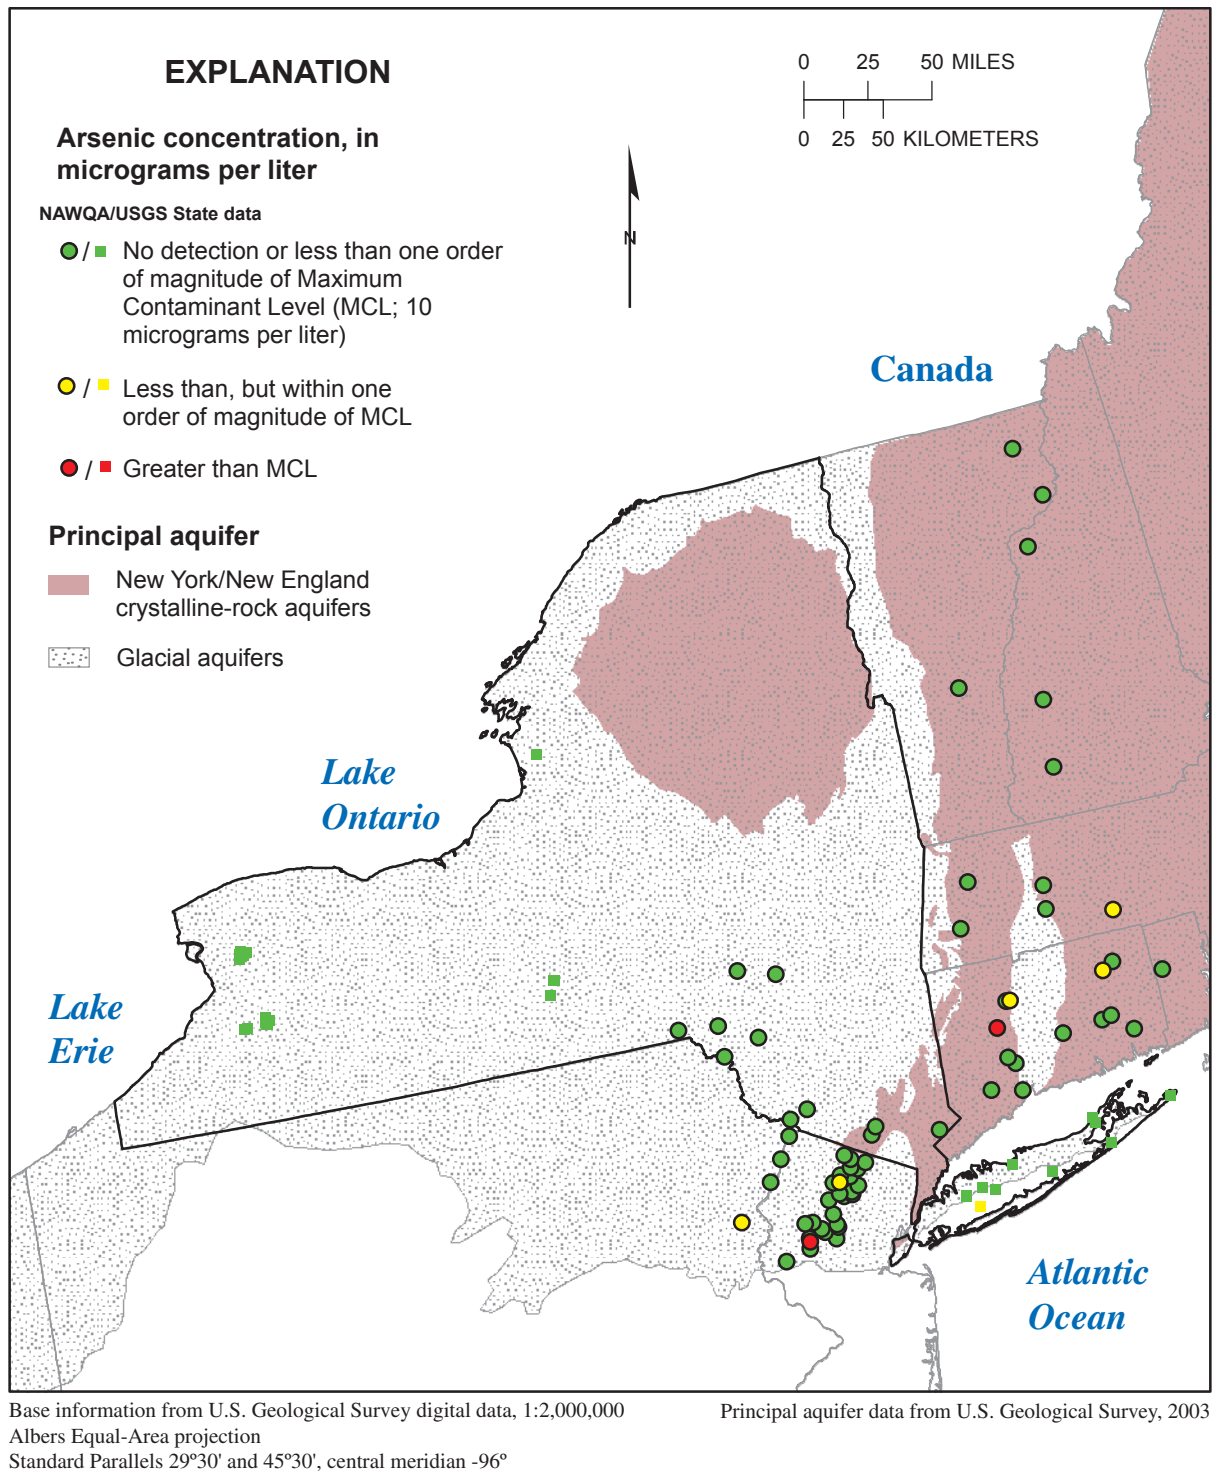 EXPLANATION
Arsenic concentration, in
micrograms per liter
NAWQA/USGS State data
/ No detection or less than one order
of magnitude of Maximum
Contaminant Level (MCL; 10
micrograms per liter)
/ Less than, but within one
order of magnitude of MCL
/ Greater than MCL
Principal aquifer
New York/New England
crystalline-rock aquifers
Glacial aquifers
0 25 50 MILES
0 25 50 KILOMETERS
N
Canada
Lake
Ontario
Lake
Erie
Atlantic
Ocean
Base information from U.S. Geological Survey digital data, 1:2,000,000
Albers Equal-Area projection
Standard Parallels 29º30' and 45º30', central meridian -96º
Principal aquifer data from U.S. Geological Survey, 2003